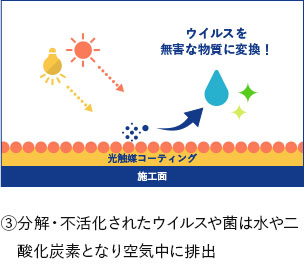 ウイルスを
無害な物質に変換！
光触媒コーティング
施工面
③分解・不活化されたウイルスや菌は水や二
酸化炭素となり空気中に排出